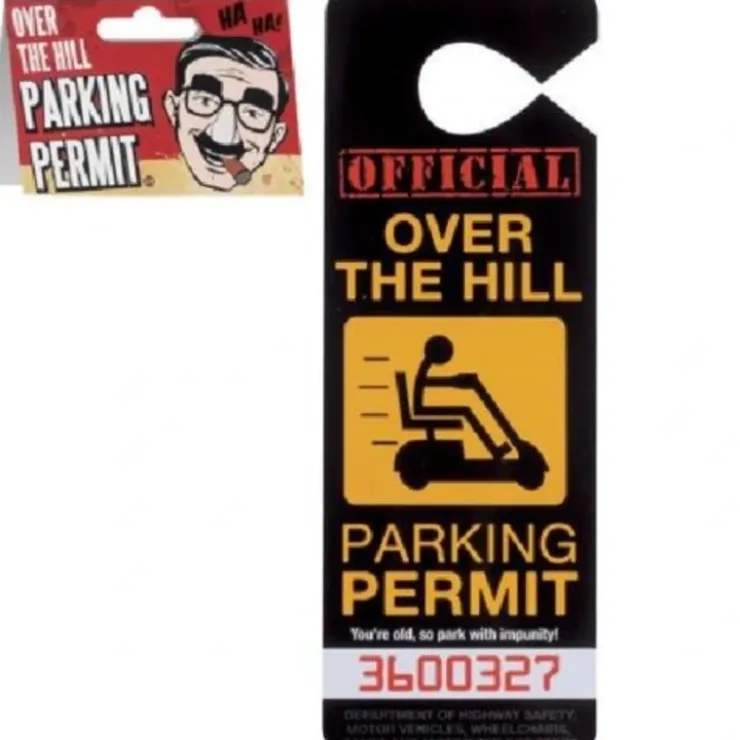 OVER
THE HILL
PARKING
PERMIT
HA
HA!
OFFICIAL
OVER
THE HILL
PARKING
PERMIT
You're old, so park with impunity!
3600327
DEPARTMENT OF HIGHWAY SAFETY,
MOTOR VEHICLES, WHEELCHAIRS,